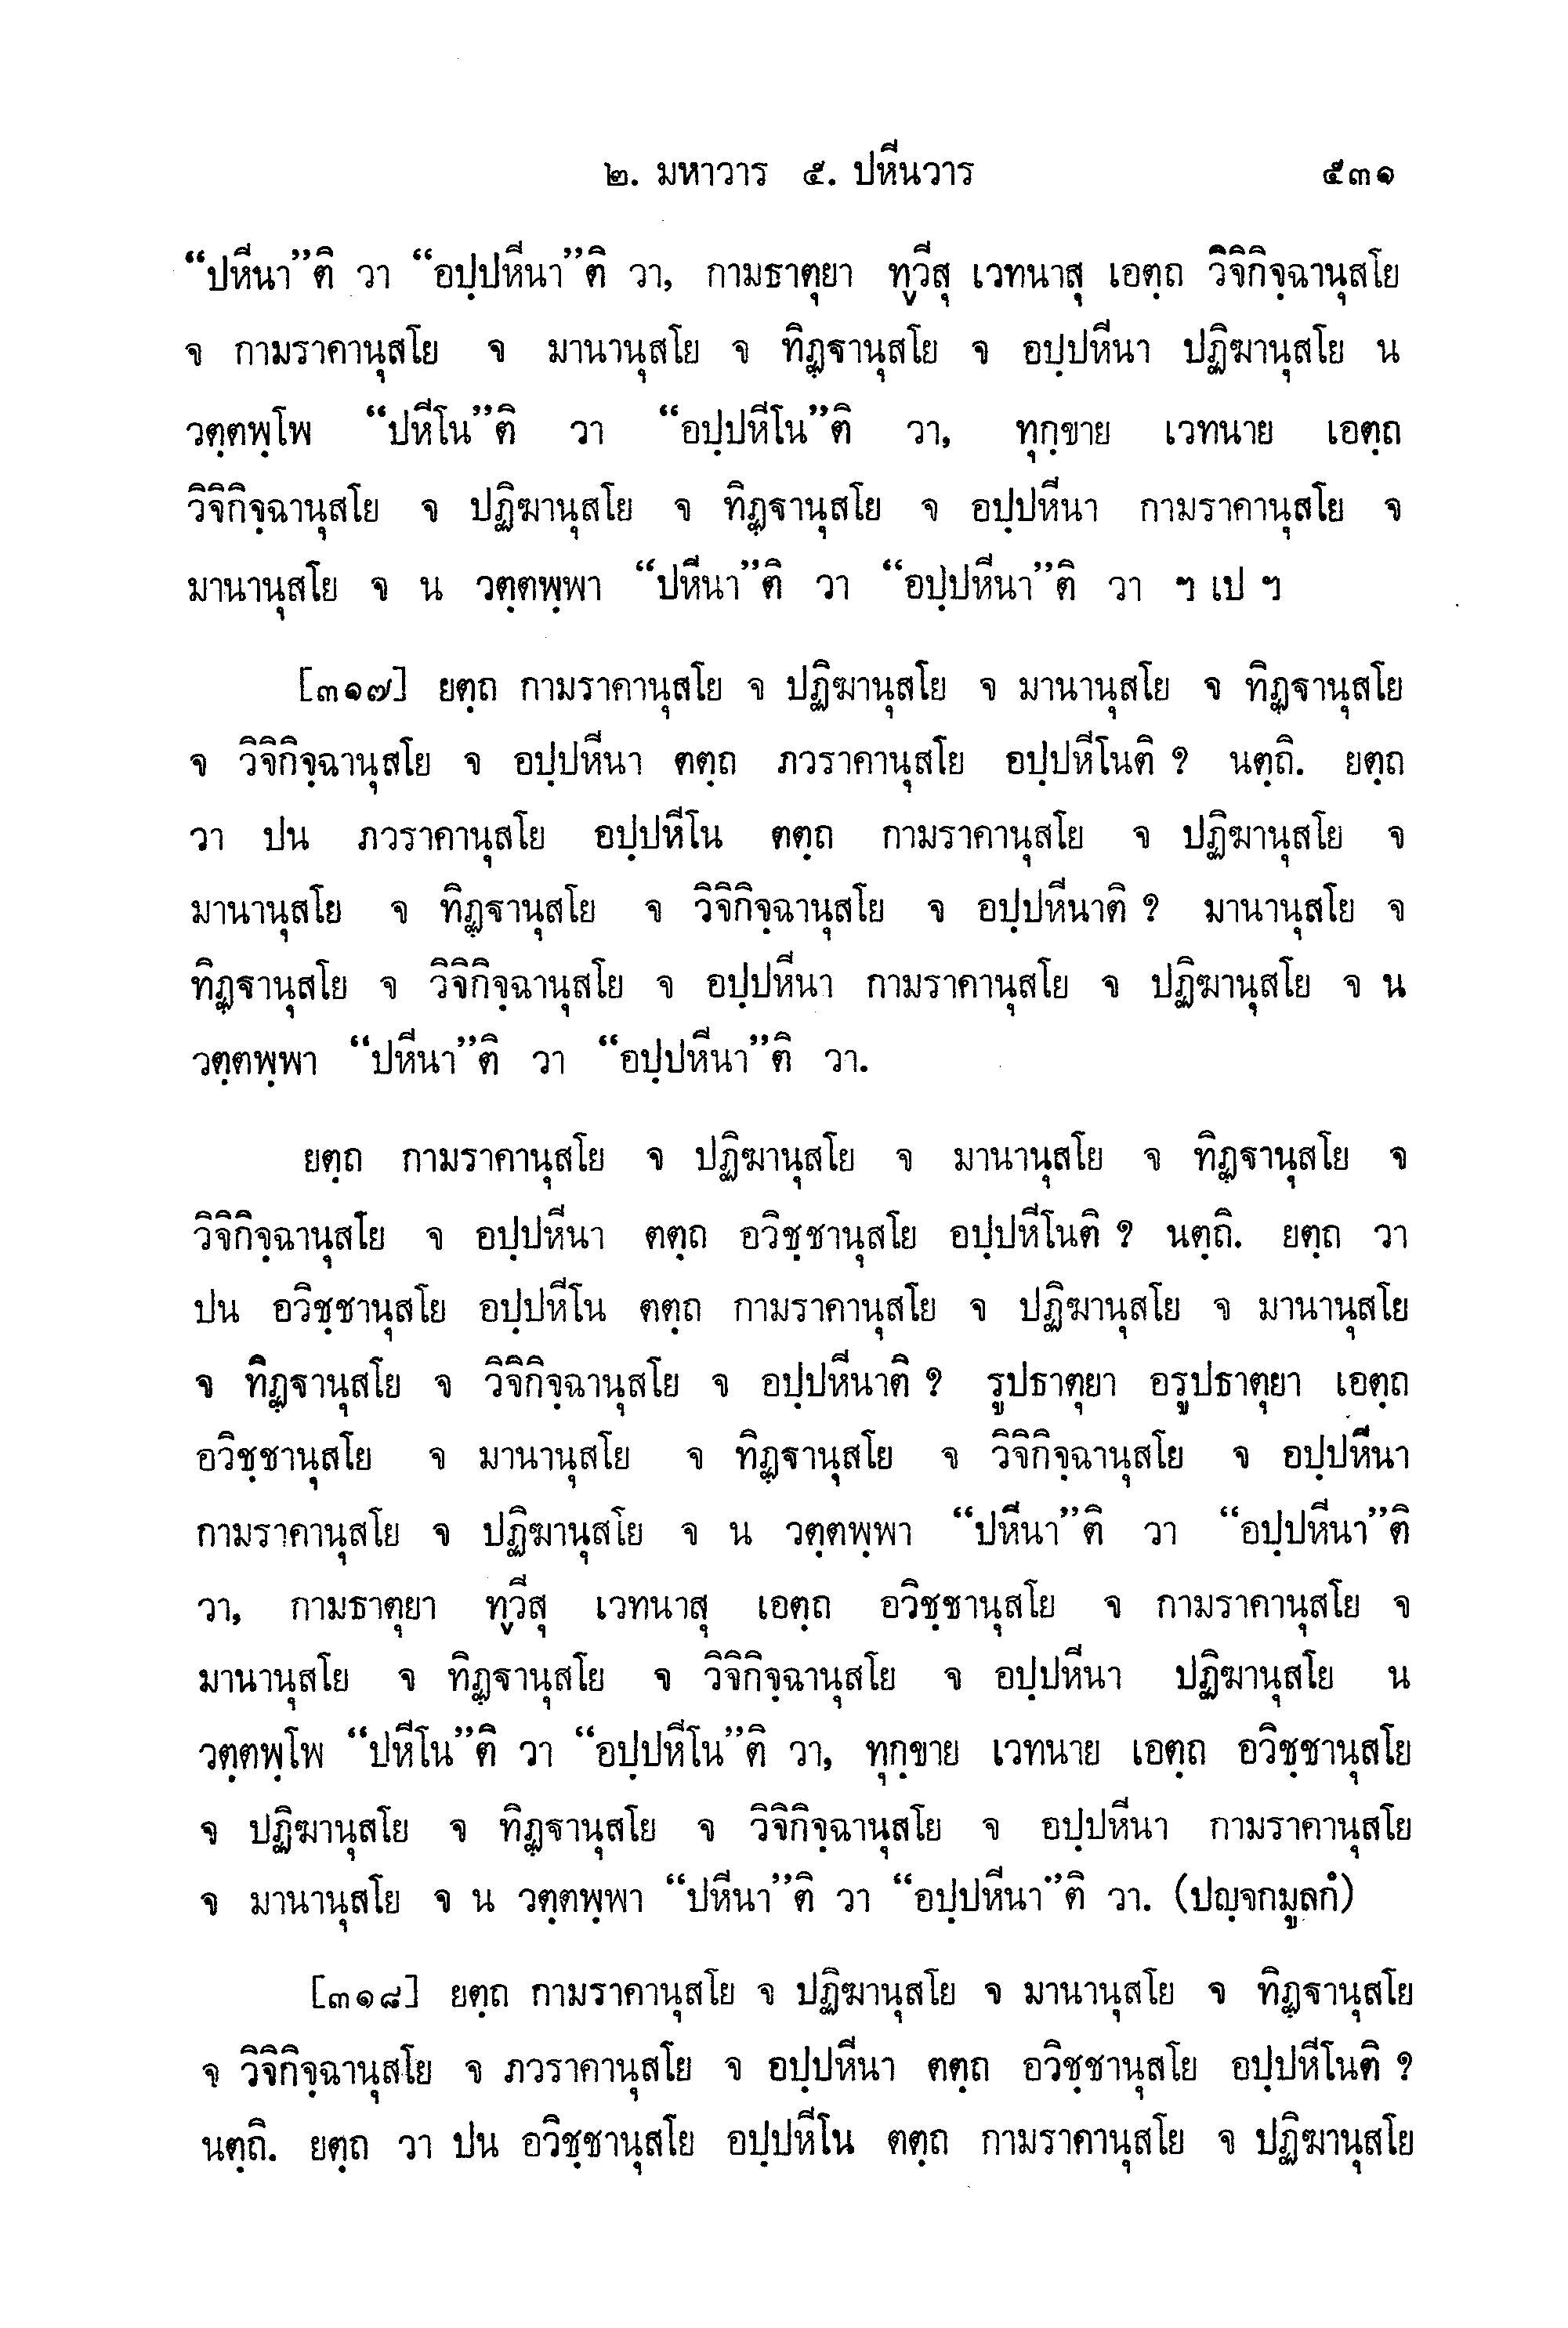 ๒. มหาวาร ๕. ปหีนวาร ๕๓๑
“ปหีนา”ติ วา “อปฺปหีนา”ติ วา, กามธาตุยา ทฺวีสุ เวทนาสุ เอตฺถ วิจิกิจฺฉานุสโย
จ กามราคานุสโย จ มานานุสโย จ ทิฏฺฐานุสโย จ อปฺปหีนา ปฏิฆานุสโย น
วตฺตพฺโพ “ปหีโน”ติ วา “อปฺปหีโน”ติ วา, ทุกฺขาย เวทนาย เอตฺถ
วิจิกิจฺฉานุสโย จ ปฏิฆานุสโย จ ทิฏฺฐานุสโย จ อปฺปหีนา กามราคานุสโย จ
มานานุสโย จ น วตฺตพฺพา “ปหีนา”ติ วา “อปฺปหีนา”ติ วา ฯ เป ฯ
[๓๑๗] ยตฺถ กามราคานุสโย จ ปฏิฆานุสโย จ มานานุสโย จ ทิฏฺฐานุสโย
จ วิจิกิจฺฉานุสโย จ อปฺปหีนา ตตฺถ ภวราคานุสโย อปฺปหีโนติ ? นตฺถิ. ยตฺถ
วา ปน ภวราคานุสโย อปฺปหีโน ตตฺถ กามราคานุสโย จ ปฏิฆานุสโย จ
มานานุสโย จ ทิฏฺฐานุสโย จ วิจิกิจฺฉานุสโย จ อปฺปหีนาติ ? มานานุสโย จ
ทิฏฺฐานุสโย จ วิจิกิจฺฉานุสโย จ อปฺปหีนา กามราคานุสโย จ ปฏิฆานุสโย จ น
วตฺตพฺพา “ปหีนา”ติ วา “อปฺปหีนา”ติ วา.
ยตฺถ กามราคานุสโย จ ปฏิฆานุสโย จ มานานุสโย จ ทิฏฺฐานุสโย จ
วิจิกิจฺฉานุสโย จ อปฺปหีนา ตตฺถ อวิชฺชานุสโย อปฺปหีโนติ ? นตฺถิ. ยตฺถ วา
ปน อวิชฺชานุสโย อปฺปหีโน ตตฺถ กามราคานุสโย จ ปฏิฆานุสโย จ มานานุสโย
จ ทิฏฺฐานุสโย จ วิจิกิจฺฉานุสโย จ อปฺปหีนาติ ? รูปธาตุยา อรูปธาตุยา เอตฺถ
อวิชฺชานุสโย จ มานานุสโย จ ทิฏฺฐานุสโย จ วิจิกิจฺฉานุสโย จ อปฺปหีนา
กามราคานุสโย จ ปฏิฆานุสโย จ น วตฺตพฺพา “ปหีนา”ติ วา “อปฺปหีนา”ติ
วา, กามธาตุยา ทฺวีสุ เวทนาสุ เอตฺถ อวิชฺชานุสโย จ กามราคานุสโย จ
มานานุสโย จ ทิฏฺฐานุสโย จ วิจิกิจฺฉานุสโย จ อปฺปหีนา ปฏิฆานุสโย น
วตฺตพฺโพ “ปหีโน”ติ วา “อปฺปหีโน”ติ วา, ทุกฺขาย เวทนาย เอตฺถ อวิชฺชานุสโย
จ ปฏิฆานุสโย จ ทิฏฺฐานุสโย จ วิจิกิจฺฉานุสโย จ อปฺปหีนา กามราคานุสโย
จ มานานุสโย จ น วตฺตพฺพา “ปหีนา”ติ วา “อปฺปหีนา”ติ วา. (ปญฺจกมูลกํ)
[๓๑๘] ยตฺถ กามราคานุสโย จ ปฏิฆานุสโย จ มานานุสโย จ ทิฏฺฐานุสโย
จ วิจิกิจฺฉานุสโย จ ภวราคานุสโย จ อปฺปหีนา ตตฺถ อวิชฺชานุสโย อปฺปหีโนติ ?
นตฺถิ. ยตฺถ วา ปน อวิชฺชานุสโย อปฺปหีโน ตตฺถ กามราคานุสโย จ ปฏิฆานุสโย